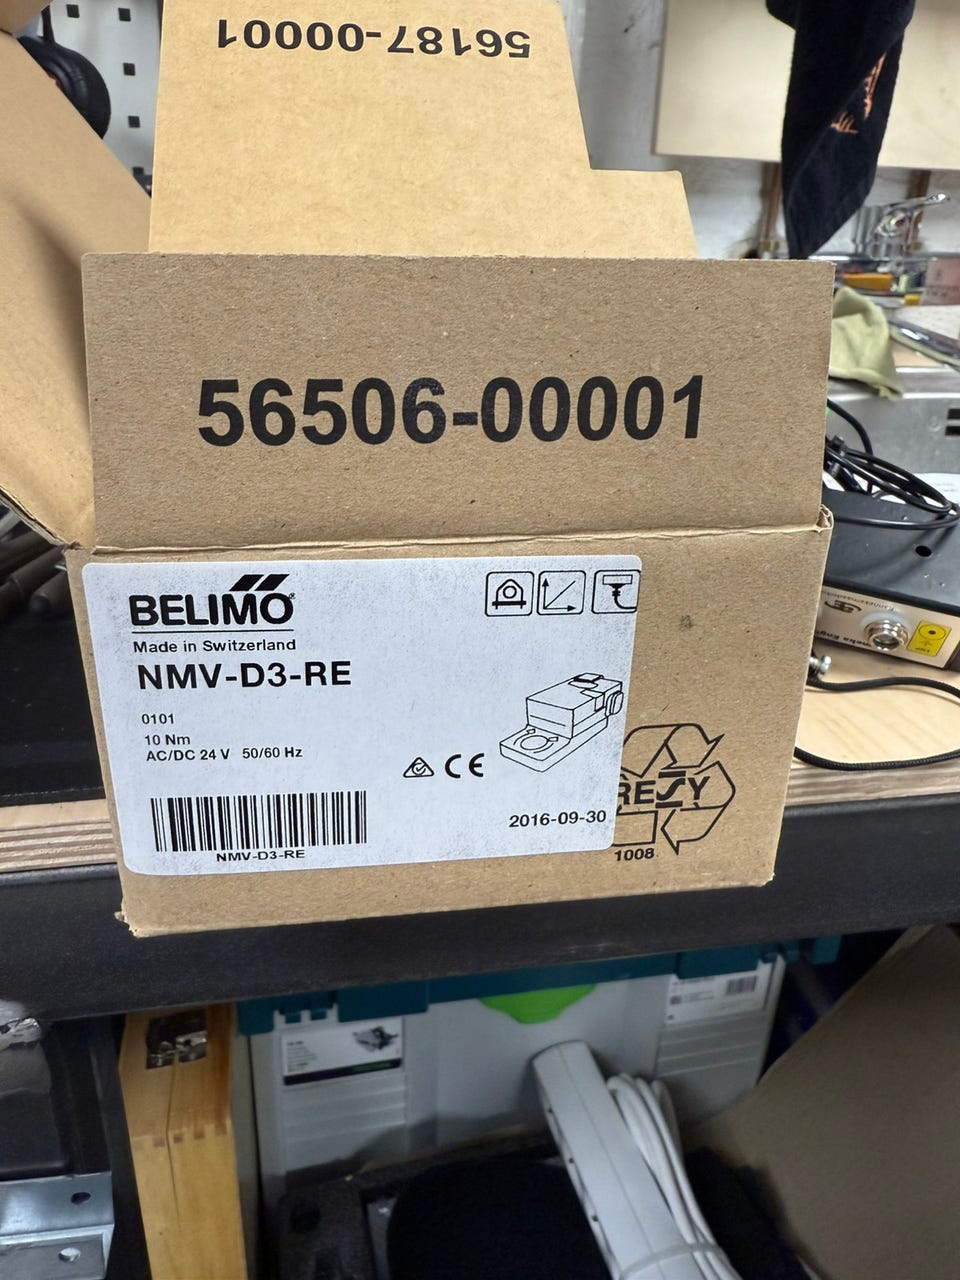 56187-00001
56506-00001
BELIMO®
Made in Switzerland
NMV-D3-RE
0101
10 Nm
AC/DC 24 V 50/60 Hz
CE
NMV-D3-RE
2016-09-30
RESY
1008